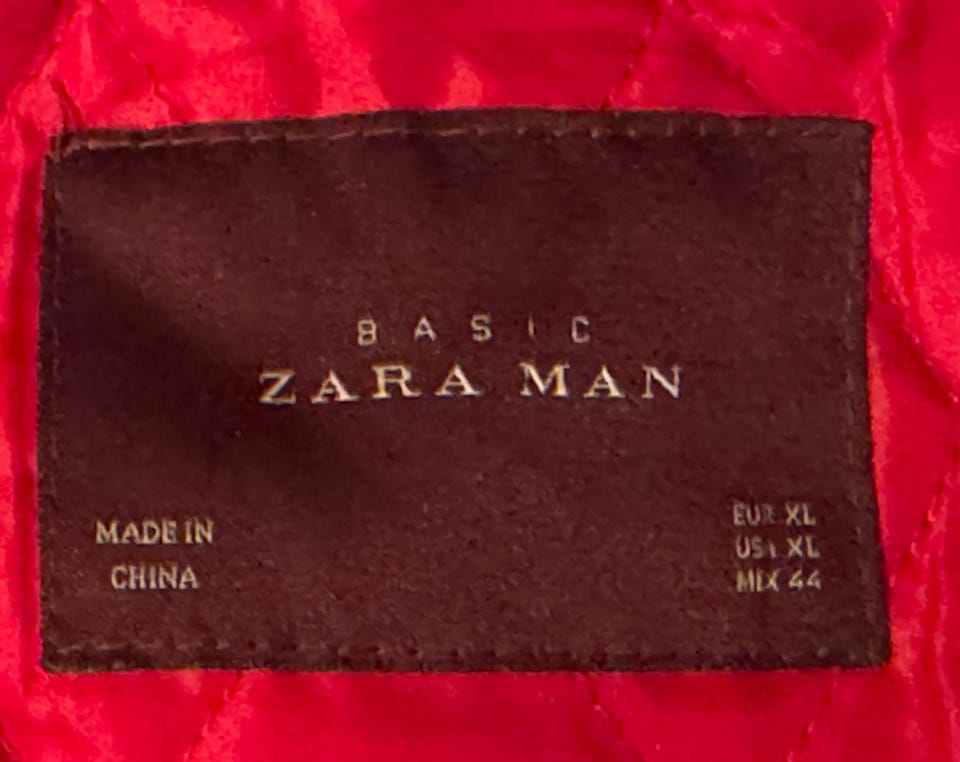 BASIC
ZARA MAN
MADE IN
CHINA
EUR XL
USA XL
MEX 44